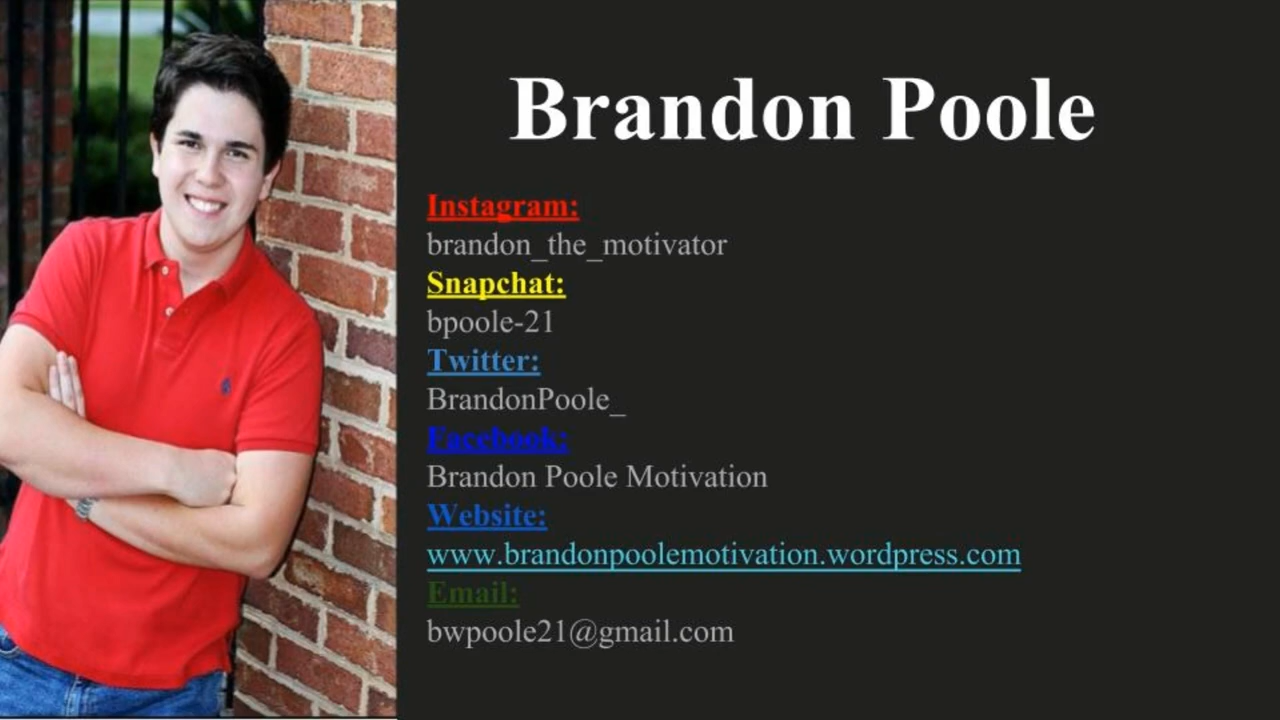 Brandon Poole
Instagram:
brandon_the_motivator
Snapchat:
bpoole-21
Twitter:
BrandonPoole_
Facebook:
Brandon Poole Motivation
Website:
www.brandonpoolemotivation.wordpress.com
Email:
bwpoole21@gmail.com